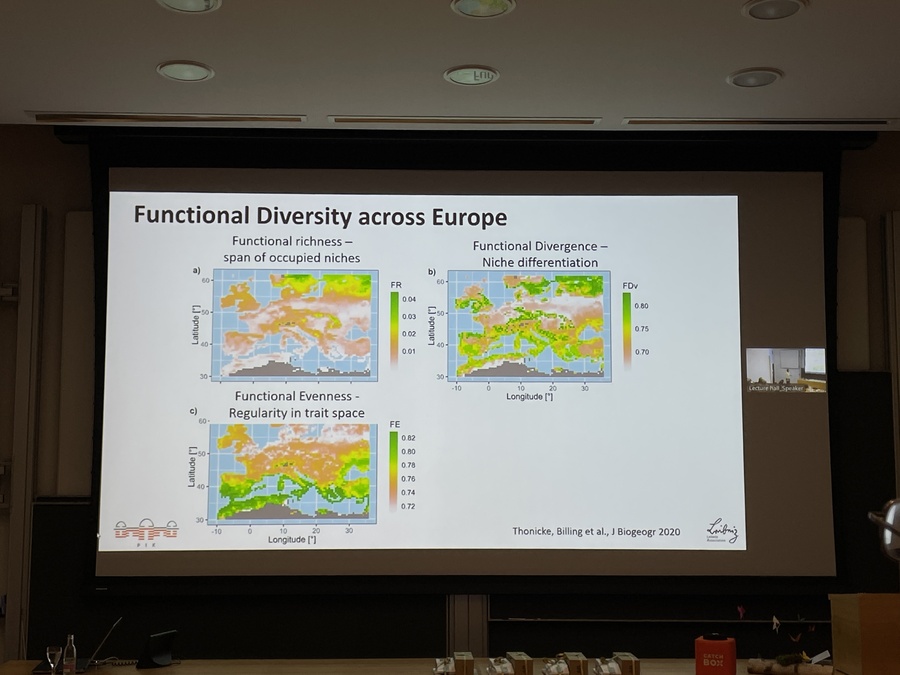 Functional Diversity across Europe
Functional richness –
span of occupied niches
a)
60
50
40
30
Latitude [°]
FR
0.04
0.03
0.02
0.01
Functional Divergence –
Niche differentiation
b)
60
50
40
30
Latitude [°]
-10 0 10 20 30
Longitude [°]
FDv
0.80
0.75
0.70
Functional Evenness -
Regularity in trait space
c)
60
50
40
30
Latitude [°]
-10 0 10 20 30
Longitude [°]
FE
0.82
0.80
0.78
0.76
0.74
0.72
P I K
Thonicke, Billing et al., J Biogeogr 2020
Leibniz
Lecture Hall_Speaker
CATCH
BOX